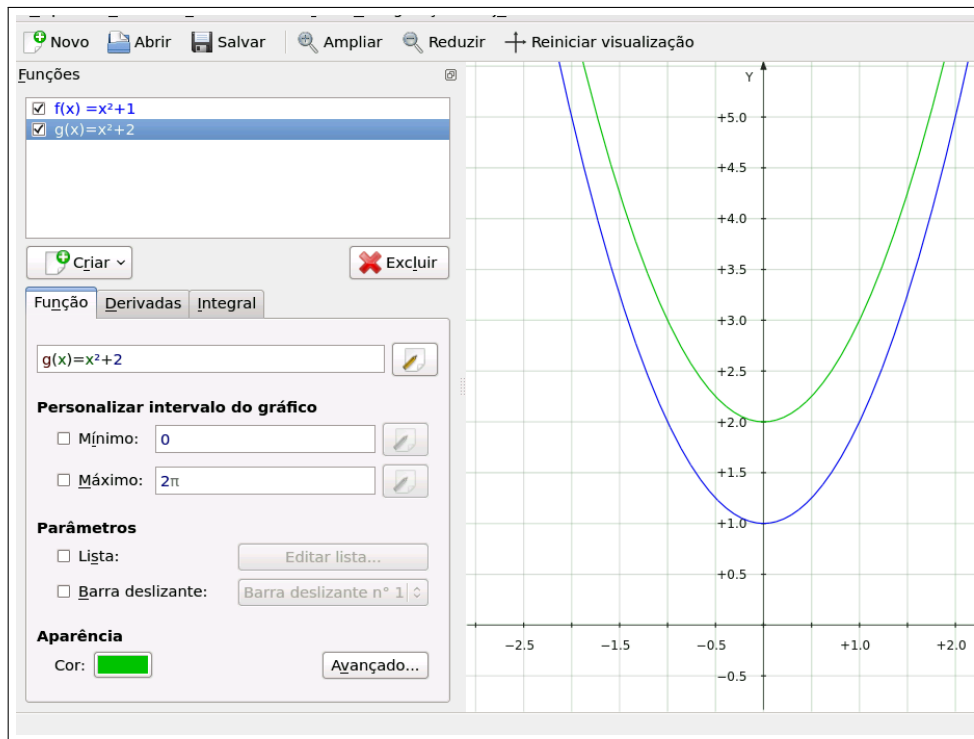 Novo Abrir Salvar Ampliar Reduzir Reiniciar visualização
Funções
f(x) =x²+1
g(x)=x²+2
Criar Excluir
Função Derivadas Integral
g(x)=x²+2
Personalizar intervalo do gráfico
Mínimo: 0
Máximo: 2π
Parâmetros
Lista: Editar lista...
Barra deslizante: Barra deslizante n° 1
Aparência
Cor: Avançado...
Y
+5.0
+4.5
+4.0
+3.5
+3.0
+2.5
+2.0
+1.5
+1.0
+0.5
−2.5 −1.5 −0.5 +1.0 +2.0
−0.5